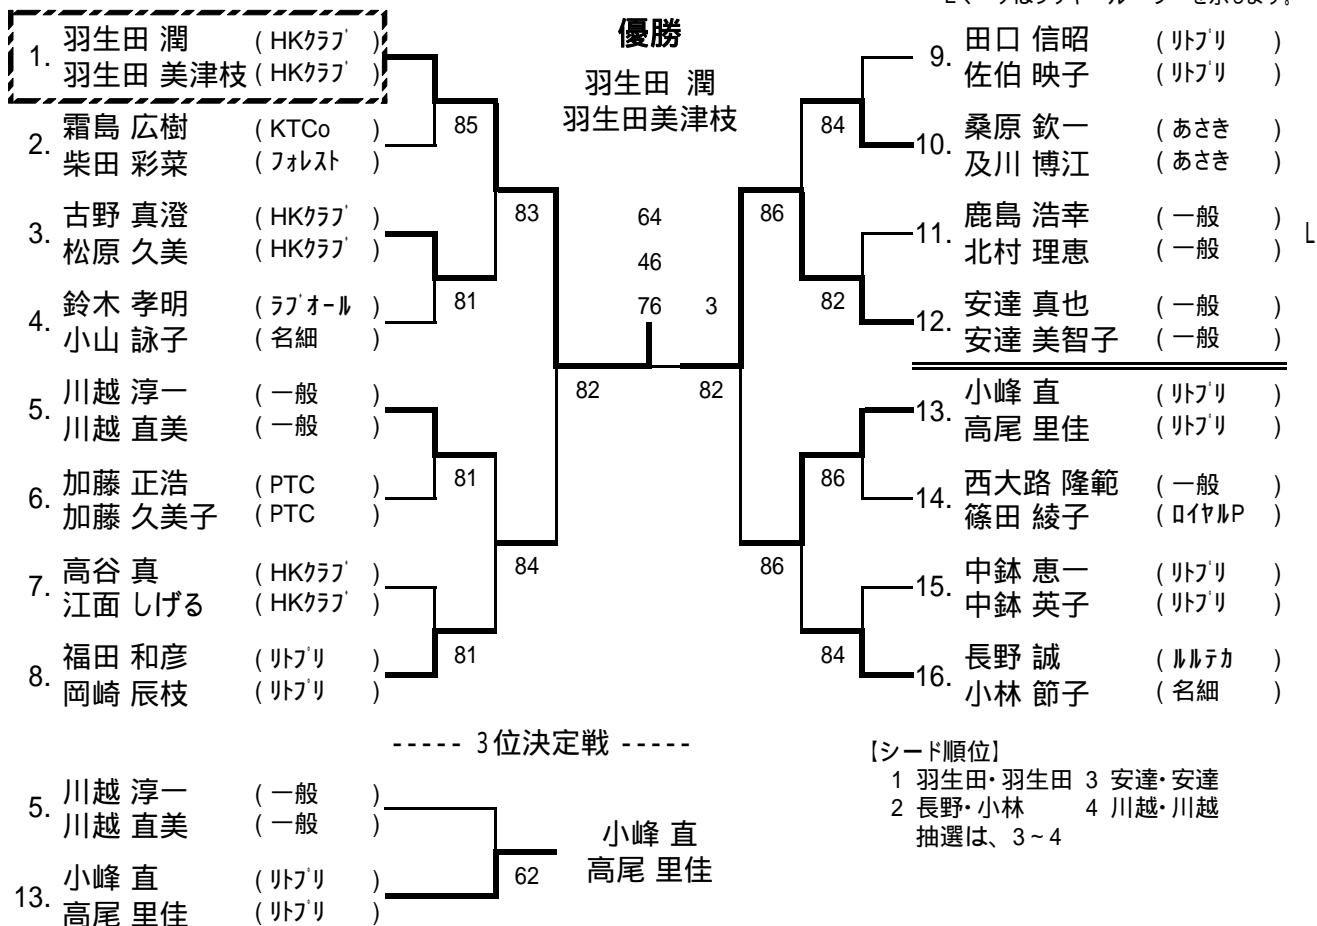 優勝
羽生田 潤
羽生田美津枝
1. 羽生田 潤 ( HKクラブ )
羽生田 美津枝 ( HKクラブ )
2. 霜島 広樹 ( KTCo )
柴田 彩菜 ( フォレスト )
3. 古野 真澄 ( HKクラブ )
松原 久美 ( HKクラブ )
4. 鈴木 孝明 ( ラブオール )
小山 詠子 ( 名細 )
5. 川越 淳一 ( 一般 )
川越 直美 ( 一般 )
6. 加藤 正浩 ( PTC )
加藤 久美子 ( PTC )
7. 高谷 真 ( HKクラブ )
江面 しげる ( HKクラブ )
8. 福田 和彦 ( リトプリ )
岡崎 辰枝 ( リトプリ )
85
81
81
81
83
84
82
64
46
76 3
82
86
86
84
82
86
84
9. 田口 信昭 ( リトプリ )
佐伯 映子 ( リトプリ )
10. 桑原 欽一 ( あさき )
及川 博江 ( あさき )
11. 鹿島 浩幸 ( 一般 ) L
北村 理恵 ( 一般 )
12. 安達 真也 ( 一般 )
安達 美智子 ( 一般 )
13. 小峰 直 ( リトプリ )
高尾 里佳 ( リトプリ )
14. 西大路 隆範 ( 一般 )
篠田 綾子 ( ロイヤルP )
15. 中鉢 恵一 ( リトプリ )
中鉢 英子 ( リトプリ )
16. 長野 誠 ( ルルテカ )
小林 節子 ( 名細 )
----- 3位決定戦 -----
5. 川越 淳一 ( 一般 )
川越 直美 ( 一般 )
13. 小峰 直 ( リトプリ )
高尾 里佳 ( リトプリ )
62
小峰 直
高尾 里佳
【シード順位】
1 羽生田・羽生田 3 安達・安達
2 長野・小林 4 川越・川越
抽選は、3~4